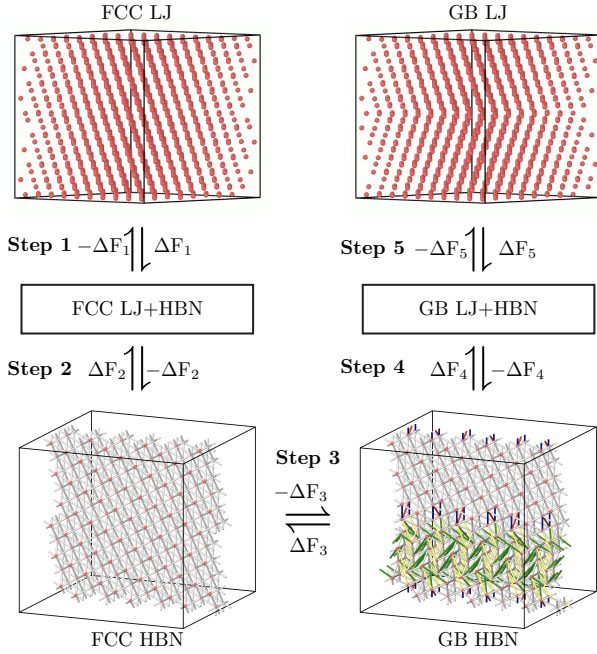 FCC LJ GB LJ
Step 1 −ΔF₁ ΔF₁ Step 5 −ΔF₅ ΔF₅
FCC LJ+HBN GB LJ+HBN
Step 2 ΔF₂ −ΔF₂ Step 4 ΔF₄ −ΔF₄
Step 3
−ΔF₃
ΔF₃
FCC HBN GB HBN